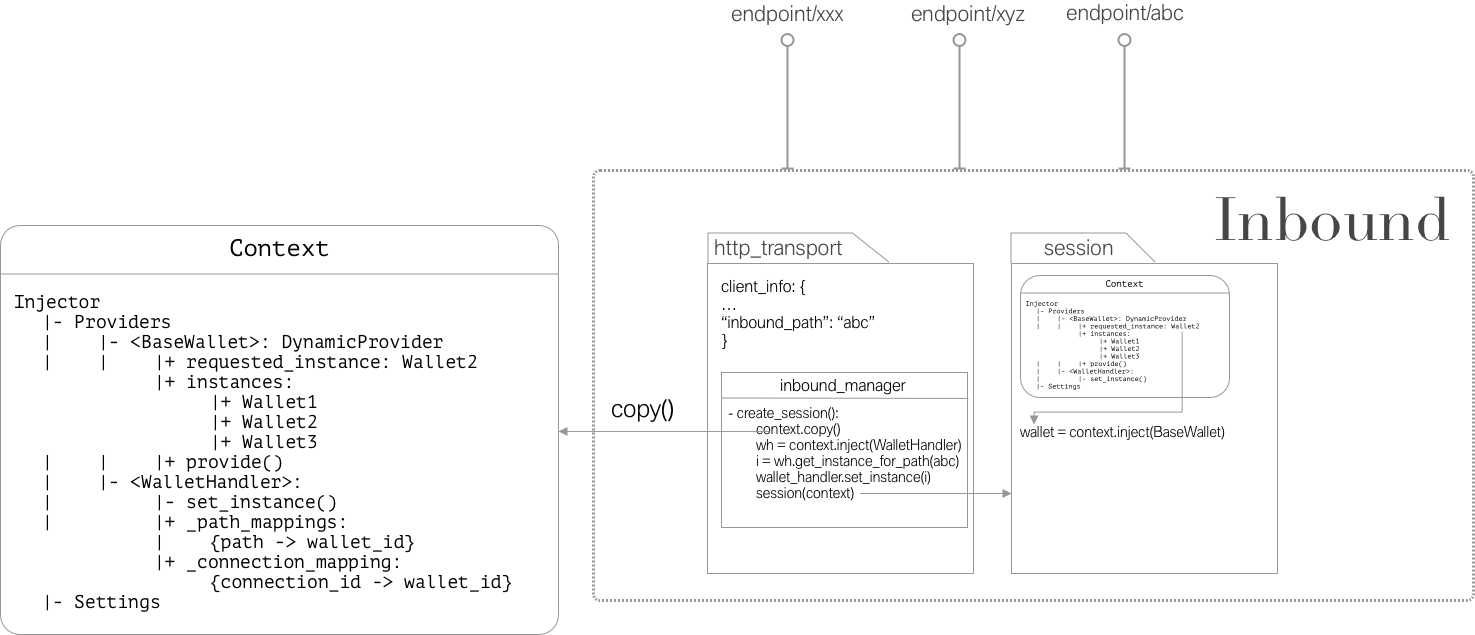 endpoint/xxx
endpoint/xyz
endpoint/abc
Inbound
Context
Injector
|- Providers
| |- <BaseWallet>: DynamicProvider
| | |+ requested_instance: Wallet2
|+ instances:
|+ Wallet1
|+ Wallet2
|+ Wallet3
| | |+ provide()
| |- <WalletHandler>:
| |- set_instance()
| |+ _path_mappings:
| {path -> wallet_id}
|+ _connection_mapping:
{connection_id -> wallet_id}
|- Settings
copy()
http_transport
client_info: {
...
“inbound_path”: “abc”
}
inbound_manager
- create_session():
context.copy()
wh = context.inject(WalletHandler)
i = wh.get_instance_for_path(abc)
wallet_handler.set_instance(i)
session(context)
session
Context
Injector
|- Providers
| |- <BaseWallet>: DynamicProvider
| | |+ requested_instance: Wallet2
|+ instances:
|+ Wallet1
|+ Wallet2
|+ Wallet3
| | |+ provide()
| |- <WalletHandler>:
|- set_instance()
|- Settings
wallet = context.inject(BaseWallet)